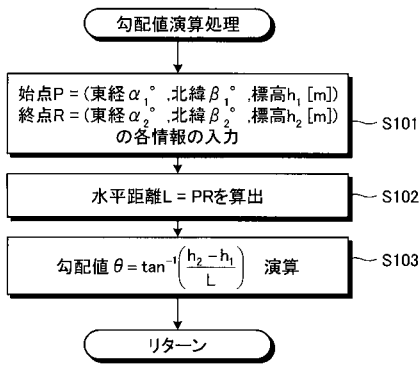 勾配値演算処理
始点P=(東経α₁°,北緯β₁°,標高h₁[m])
終点R=(東経α₂°,北緯β₂°,標高h₂[m])
の各情報の入力
S101
水平距離L=PRを算出
S102
勾配値θ=tan⁻¹((h₂-h₁)/L) 演算
S103
リターン